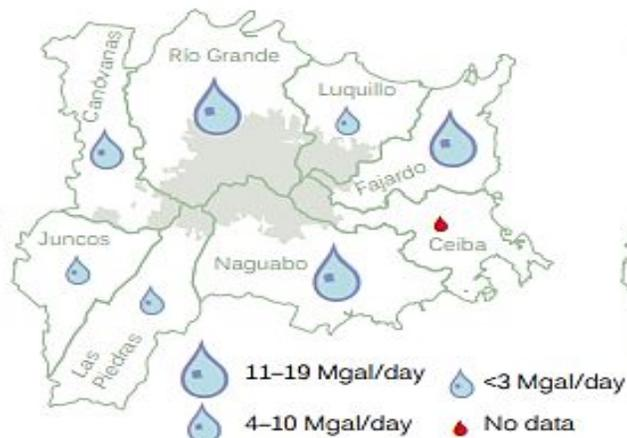 Río Grande
Canóvanas
Luquillo
Fajardo
Juncos
Ceiba
Naguabo
Las
Piedras
11–19 Mgal/day
<3 Mgal/day
4–10 Mgal/day
No data